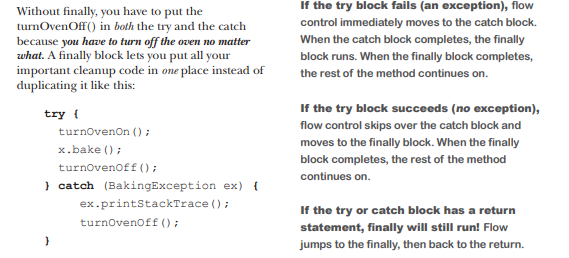 Without finally, you have to put the
turnOvenOff() in both the try and the catch
because you have to turn off the oven no matter
what. A finally block lets you put all your
important cleanup code in one place instead of
duplicating it like this:
try {
turnOvenOn();
x.bake();
turnOvenOff();
} catch (BakingException ex) {
ex.printStackTrace();
turnOvenOff();
}
If the try block fails (an exception), flow
control immediately moves to the catch block.
When the catch block completes, the finally
block runs. When the finally block completes,
the rest of the method continues on.
If the try block succeeds (no exception),
flow control skips over the catch block and
moves to the finally block. When the finally
block completes, the rest of the method
continues on.
If the try or catch block has a return
statement, finally will still run! Flow
jumps to the finally, then back to the return.